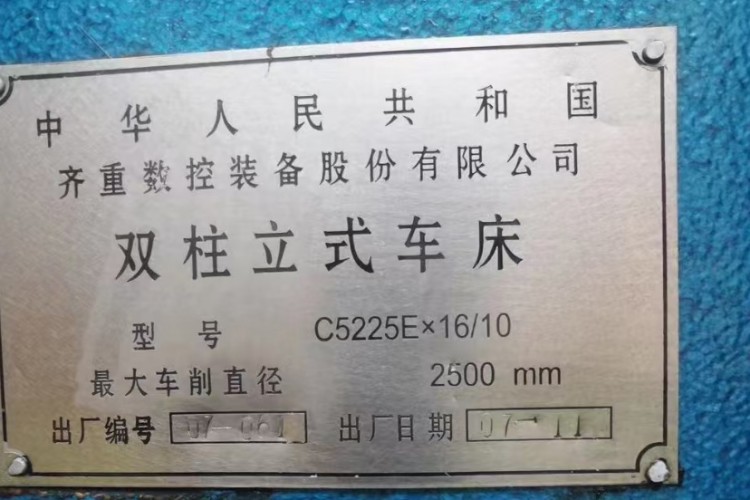 中华人民共和国
齐重数控装备股份有限公司
双柱立式车床
型号 C5225E×16/10
最大车削直径 2500 mm
出厂编号 出厂日期 07-11